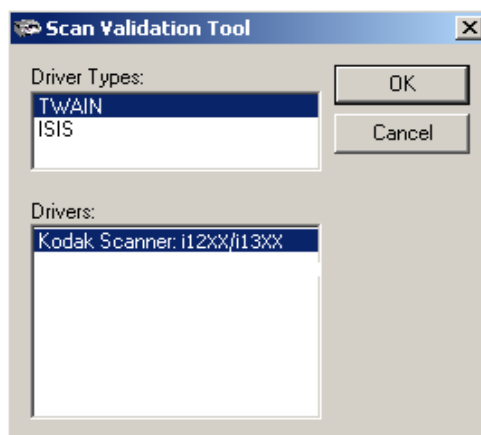 Scan Validation Tool
Driver Types:
TWAIN
ISIS
OK
Cancel
Drivers:
Kodak Scanner: i12XX/i13XX